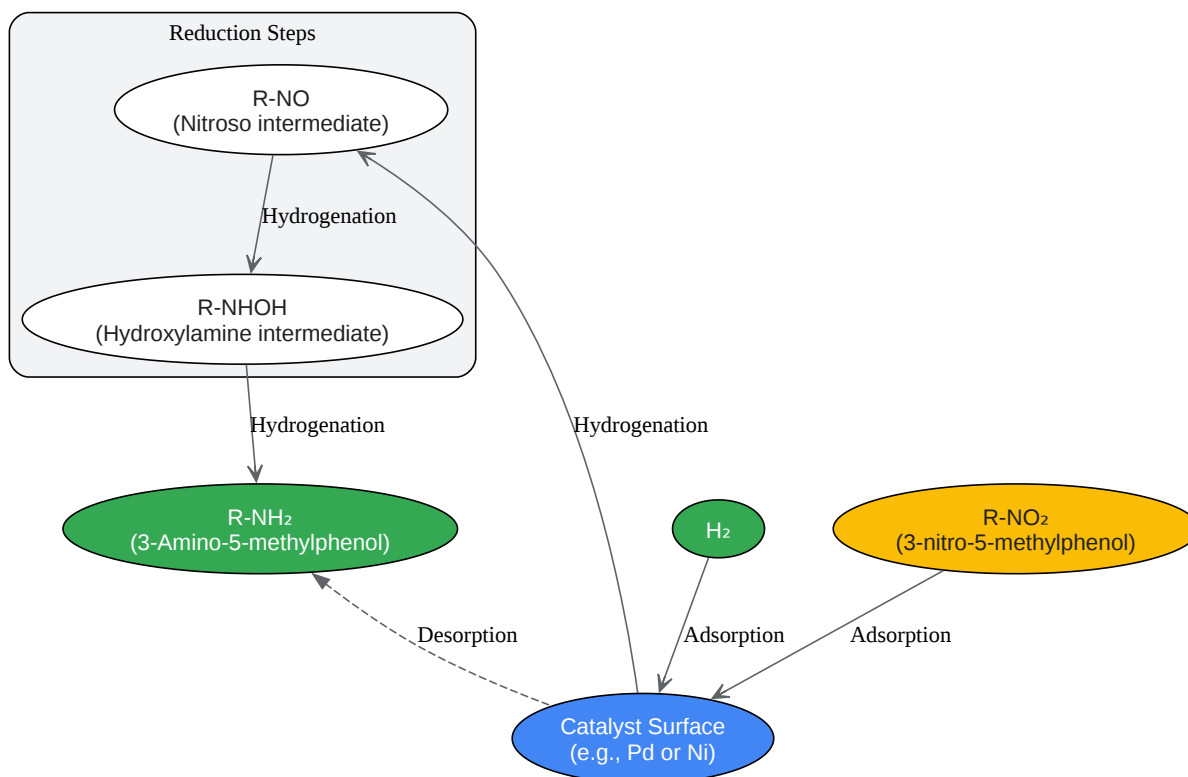 Reduction Steps
R-NO
(Nitroso intermediate)
Hydrogenation
R-NHOH
(Hydroxylamine intermediate)
Hydrogenation
Hydrogenation
R-NH₂
(3-Amino-5-methylphenol)
H₂
R-NO₂
(3-nitro-5-methylphenol)
Desorption
Adsorption
Adsorption
Catalyst Surface
(e.g., Pd or Ni)